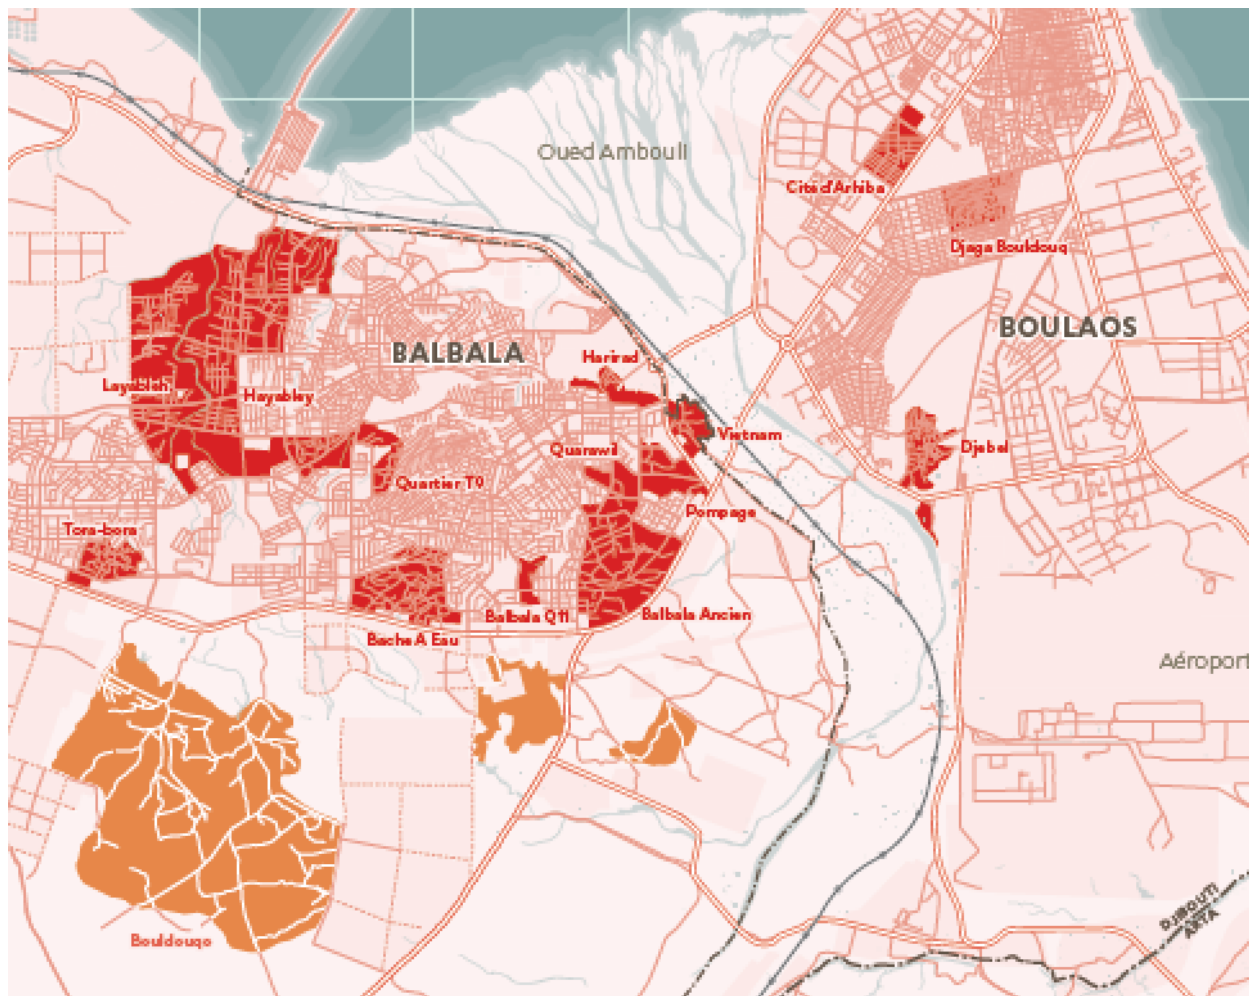 Oued Ambouli
Cité d'Arhiba
Djaga Bouldouq
BOULAOS
BALBALA
Harirad
Layableh
Hayabley
Vietnam
Quarawil
Djebel
Quartier T9
Pompage
Tora-bora
Balbala Q11
Balbala Ancien
Bache A Eau
Aéroport
DJIBOUTI
ARTA
Bouldouqo